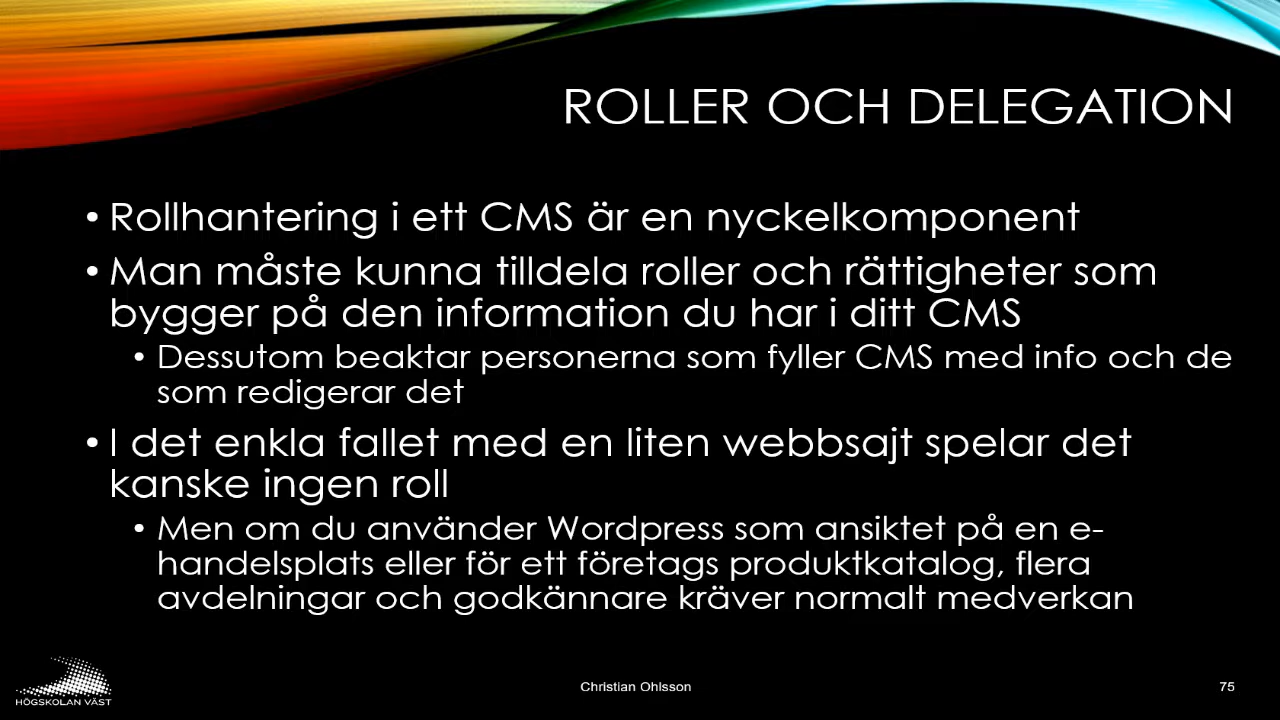 ROLLER OCH DELEGATION
• Rollhantering i ett CMS är en nyckelkomponent
• Man måste kunna tilldela roller och rättigheter som
bygger på den information du har i ditt CMS
• Dessutom beaktar personerna som fyller CMS med info och de
som redigerar det
• I det enkla fallet med en liten webbsajt spelar det
kanske ingen roll
• Men om du använder Wordpress som ansiktet på en e-
handelsplats eller för ett företags produktkatalog, flera
avdelningar och godkännare kräver normalt medverkan
HÖGSKOLAN VÄST
Christian Ohlsson
75